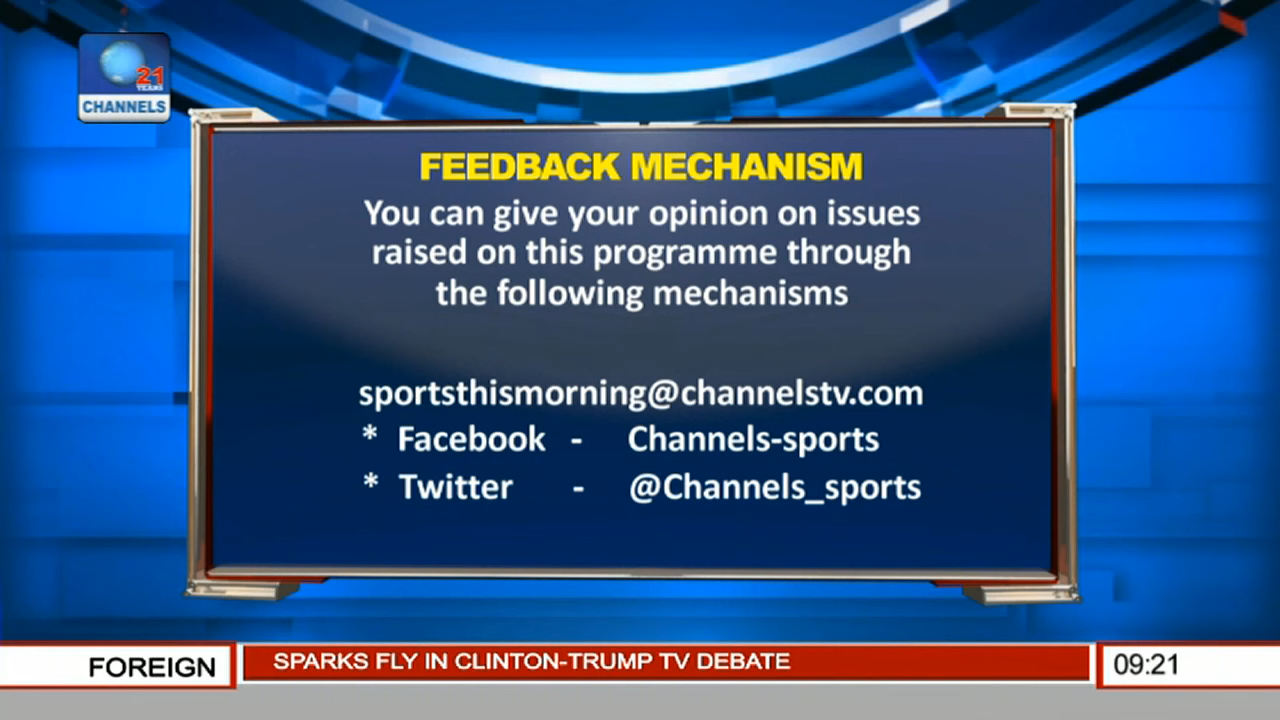 21
YEARS
CHANNELS
FEEDBACK MECHANISM
You can give your opinion on issues
raised on this programme through
the following mechanisms
sportsthismorning@channelstv.com
* Facebook - Channels-sports
* Twitter - @Channels_sports
FOREIGN SPARKS FLY IN CLINTON-TRUMP TV DEBATE 09:21